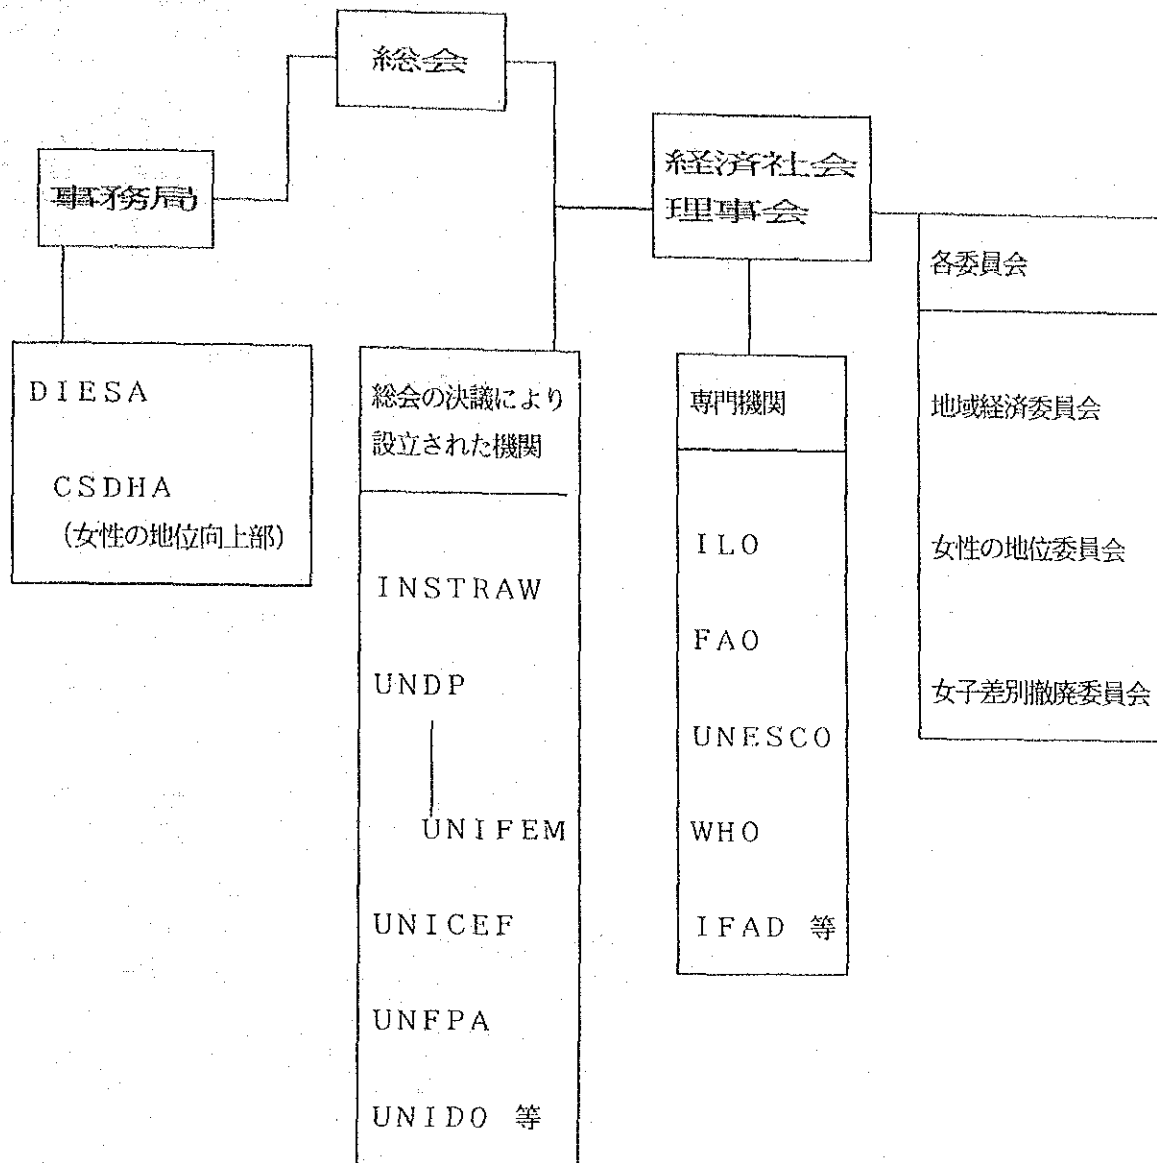 総会
事務局
経済社会
理事会
各委員会
地域経済委員会
女性の地位委員会
女子差別撤廃委員会
DIESA
CSDHA
(女性の地位向上部)
総会の決議により
設立された機関
INSTRAW
UNDP
UNIFEM
UNICEF
UNFPA
UNIDO 等
専門機関
ILO
FAO
UNESCO
WHO
IFAD 等